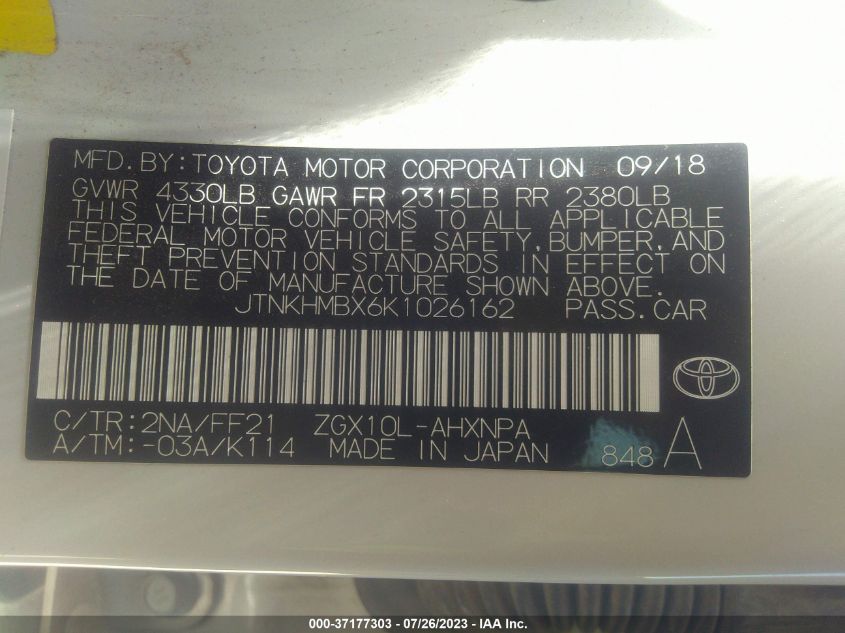 MFD.BY:TOYOTA MOTOR CORPORATION 09/18
GVWR 4330LB GAWR FR 2315LB RR 2380LB
THIS VEHICLE CONFORMS TO ALL APPLICABLE
FEDERAL MOTOR VEHICLE SAFETY,BUMPER,AND
THEFT PREVENTION STANDARDS IN EFFECT ON
THE DATE OF MANUFACTURE SHOWN ABOVE.
JTNKHMBX6K1026162 PASS.CAR
C/TR:2NA/FF21 ZGX10L-AHXNPA
A/TM:-03A/K114 MADE IN JAPAN 848 A
000-37177303 / 07/26/2023 - IAA Inc.